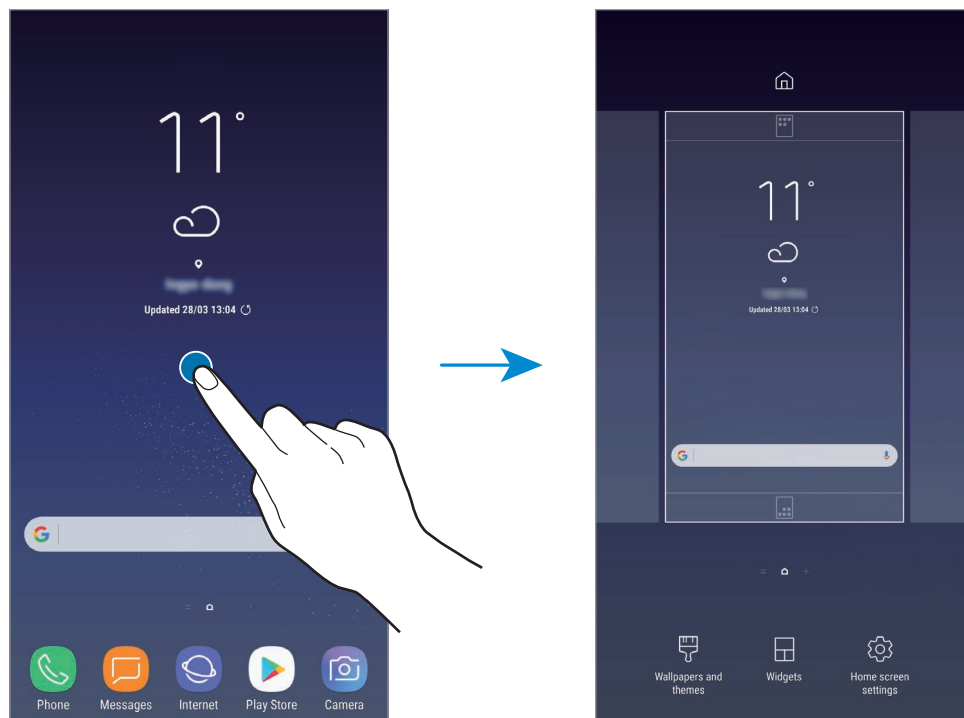 11°
Updated 28/03 13:04
G
Phone
Messages
Internet
Play Store
Camera
11°
Updated 28/03 13:04
G
Wallpapers and
themes
Widgets
Home screen
settings